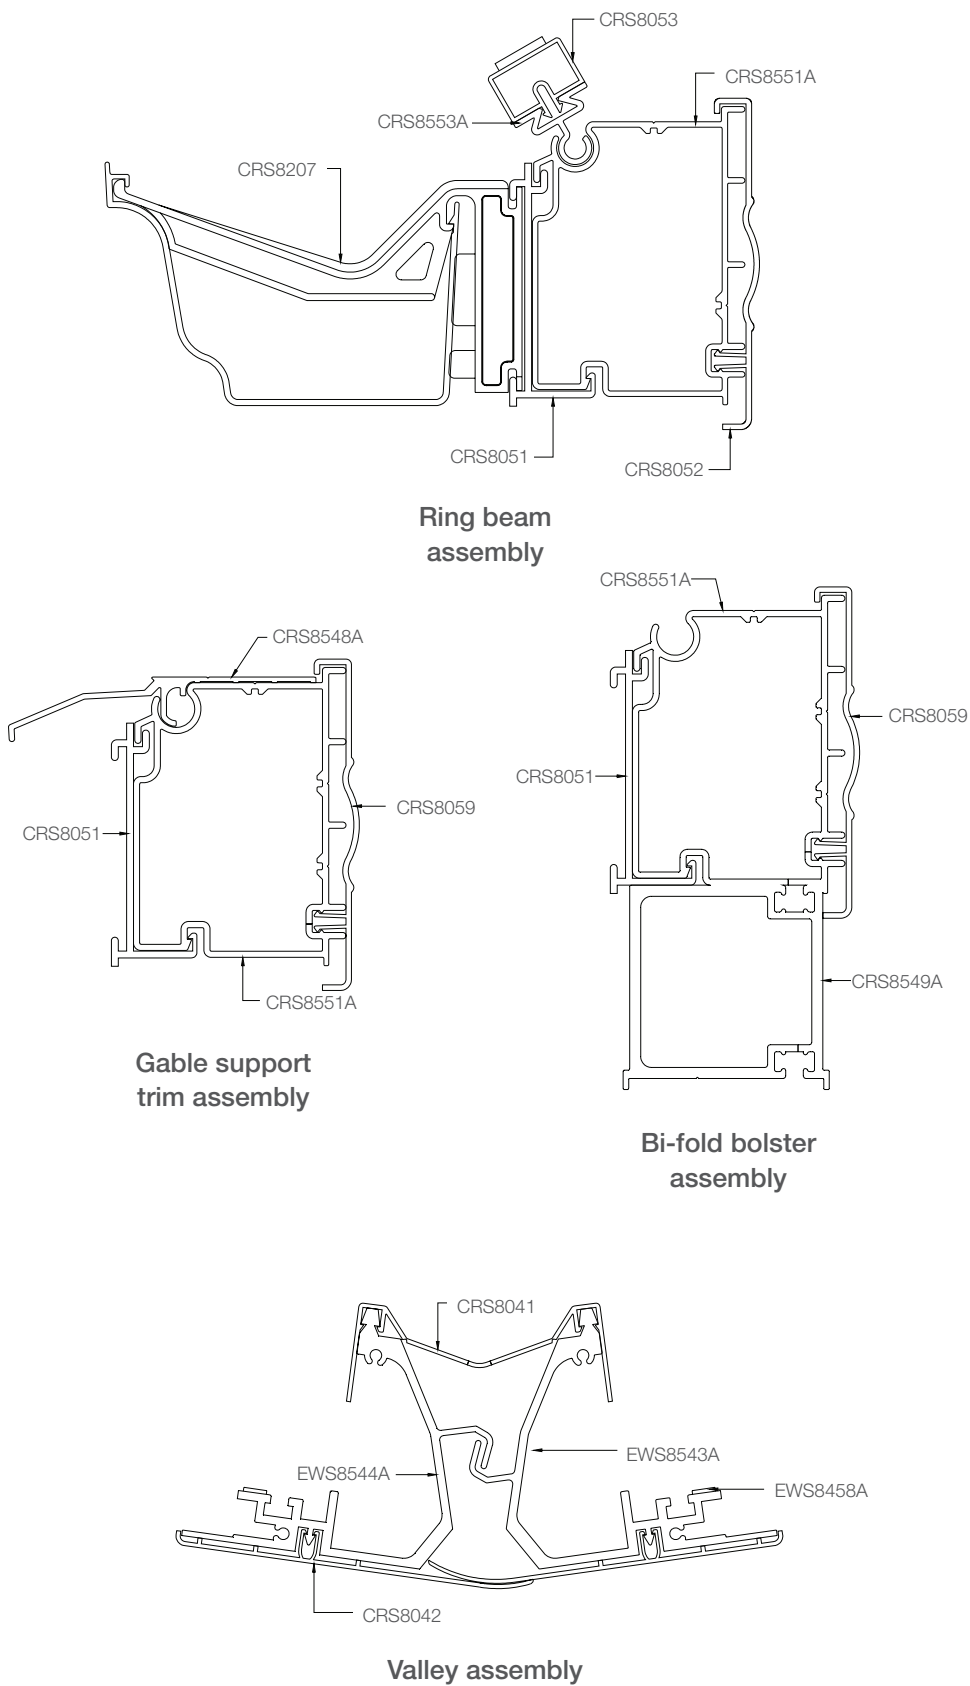 CRS8053
CRS8551A
CRS8553A
CRS8207
CRS8051
CRS8052
Ring beam
assembly
CRS8551A
CRS8548A
CRS8059
CRS8051
CRS8059
CRS8051
CRS8549A
CRS8551A
Gable support
trim assembly
Bi-fold bolster
assembly
CRS8041
EWS8543A
EWS8544A
EWS8458A
CRS8042
Valley assembly